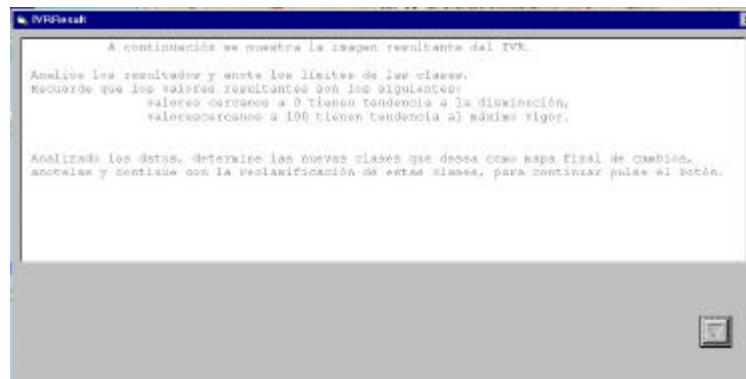 IVRResult
A continuación se muestra la imagen resultante del IVR.
Analice los resultados y anote los límites de las clases.
Recuerde que los valores resultantes son los siguientes:
valores cercanos a 0 tienen tendencia a la disminución,
valorescercanos a 100 tienen tendencia al máximo vigor.
Analizado los datos, determine las nuevas clases que desea como mapa final de cambios,
anotelas y continue con la reclasificación de estas clases, para continuar pulse el botón.